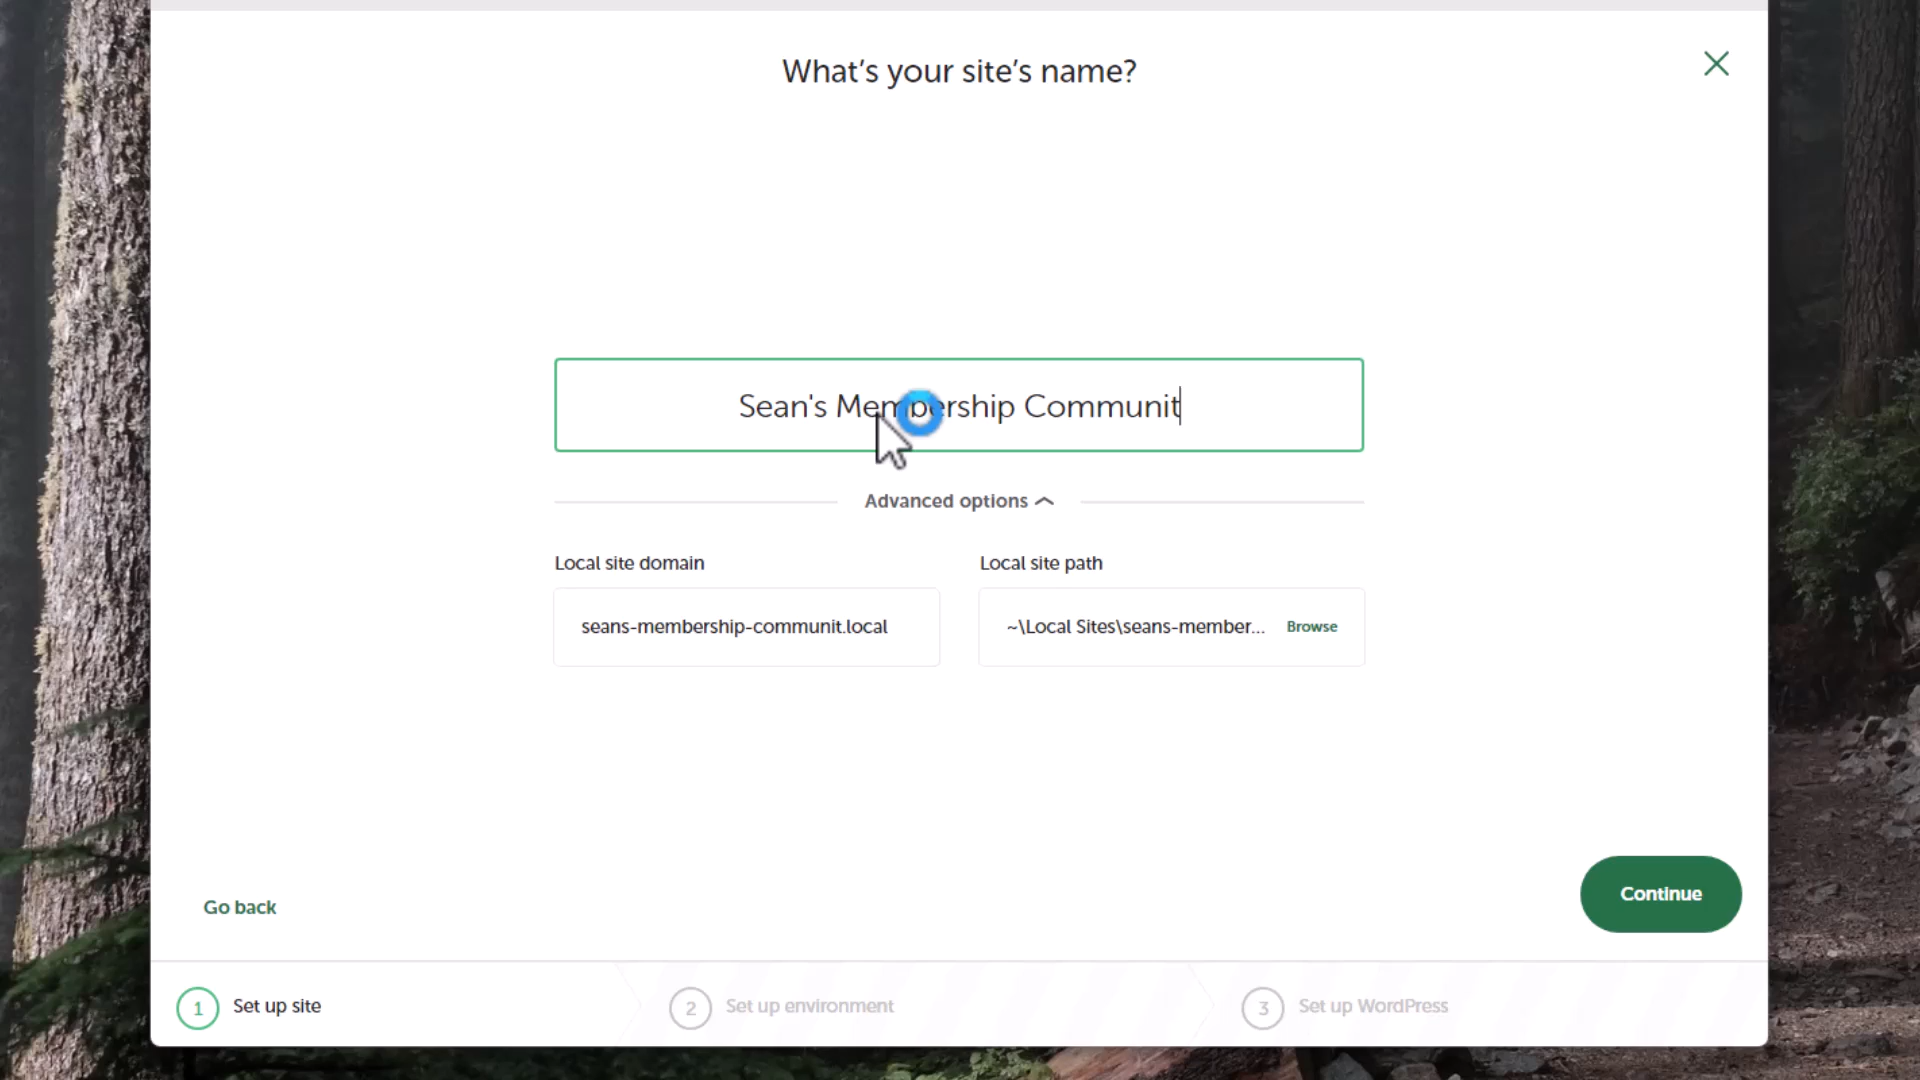 What's your site's name?
Sean's Membership Communit
Advanced options
Local site domain
Local site path
seans-membership-communit.local
~\Local Sites\seans-member...
Browse
Go back
Continue
1 Set up site
2 Set up environment
3 Set up WordPress